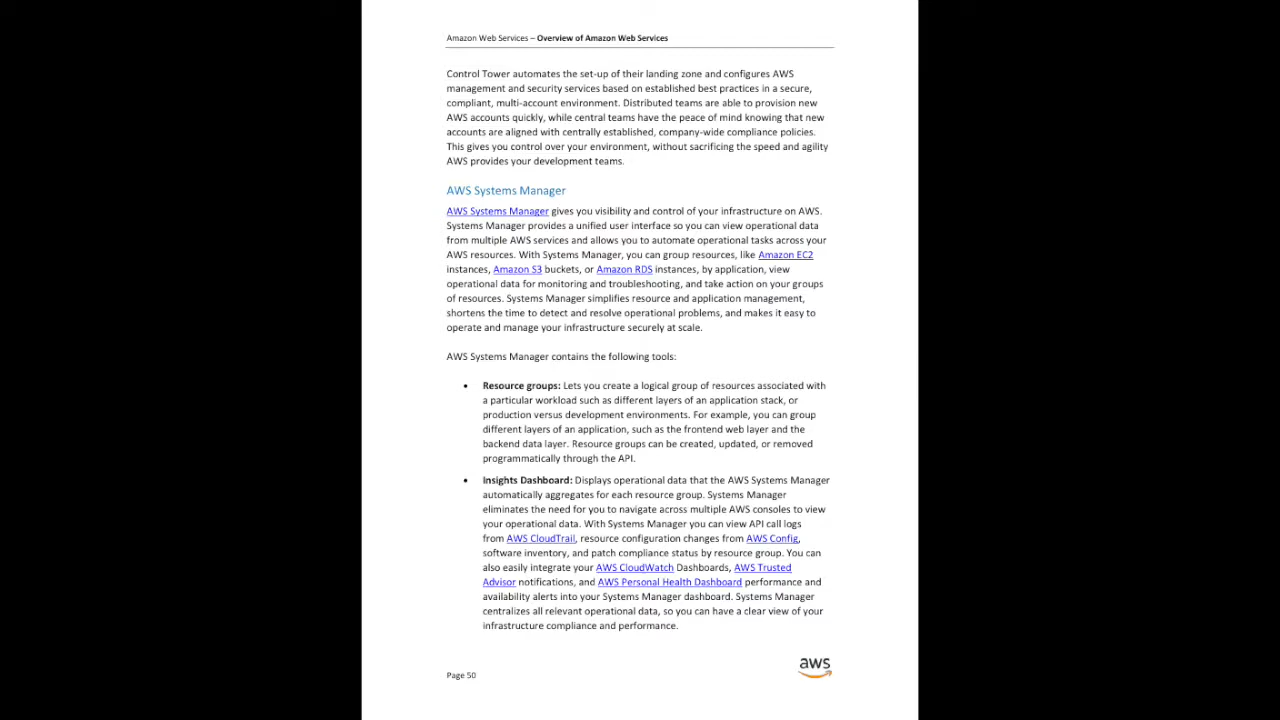 Amazon Web Services – Overview of Amazon Web Services
Control Tower automates the set-up of their landing zone and configures AWS
management and security services based on established best practices in a secure,
compliant, multi-account environment. Distributed teams are able to provision new
AWS accounts quickly, while central teams have the peace of mind knowing that new
accounts are aligned with centrally established, company-wide compliance policies.
This gives you control over your environment, without sacrificing the speed and agility
AWS provides your development teams.
AWS Systems Manager
AWS Systems Manager gives you visibility and control of your infrastructure on AWS.
Systems Manager provides a unified user interface so you can view operational data
from multiple AWS services and allows you to automate operational tasks across your
AWS resources. With Systems Manager, you can group resources, like Amazon EC2
instances, Amazon S3 buckets, or Amazon RDS instances, by application, view
operational data for monitoring and troubleshooting, and take action on your groups
of resources. Systems Manager simplifies resource and application management,
shortens the time to detect and resolve operational problems, and makes it easy to
operate and manage your infrastructure securely at scale.
AWS Systems Manager contains the following tools:
• Resource groups: Lets you create a logical group of resources associated with
a particular workload such as different layers of an application stack, or
production versus development environments. For example, you can group
different layers of an application, such as the frontend web layer and the
backend data layer. Resource groups can be created, updated, or removed
programmatically through the API.
• Insights Dashboard: Displays operational data that the AWS Systems Manager
automatically aggregates for each resource group. Systems Manager
eliminates the need for you to navigate across multiple AWS consoles to view
your operational data. With Systems Manager you can view API call logs
from AWS CloudTrail, resource configuration changes from AWS Config,
software inventory, and patch compliance status by resource group. You can
also easily integrate your AWS CloudWatch Dashboards, AWS Trusted
Advisor notifications, and AWS Personal Health Dashboard performance and
availability alerts into your Systems Manager dashboard. Systems Manager
centralizes all relevant operational data, so you can have a clear view of your
infrastructure compliance and performance.
aws
Page 50